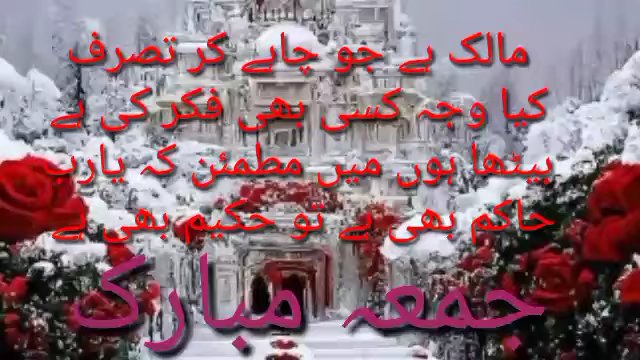 مالک ہے جو چاہے کر تصرف
کیا وجہ کسی بھی فکر کی ہے
بیٹھا ہوں میں مطمئن کہ یارب
حاکم بھی ہے تو حکیم بھی ہے
جمعہ مبارک